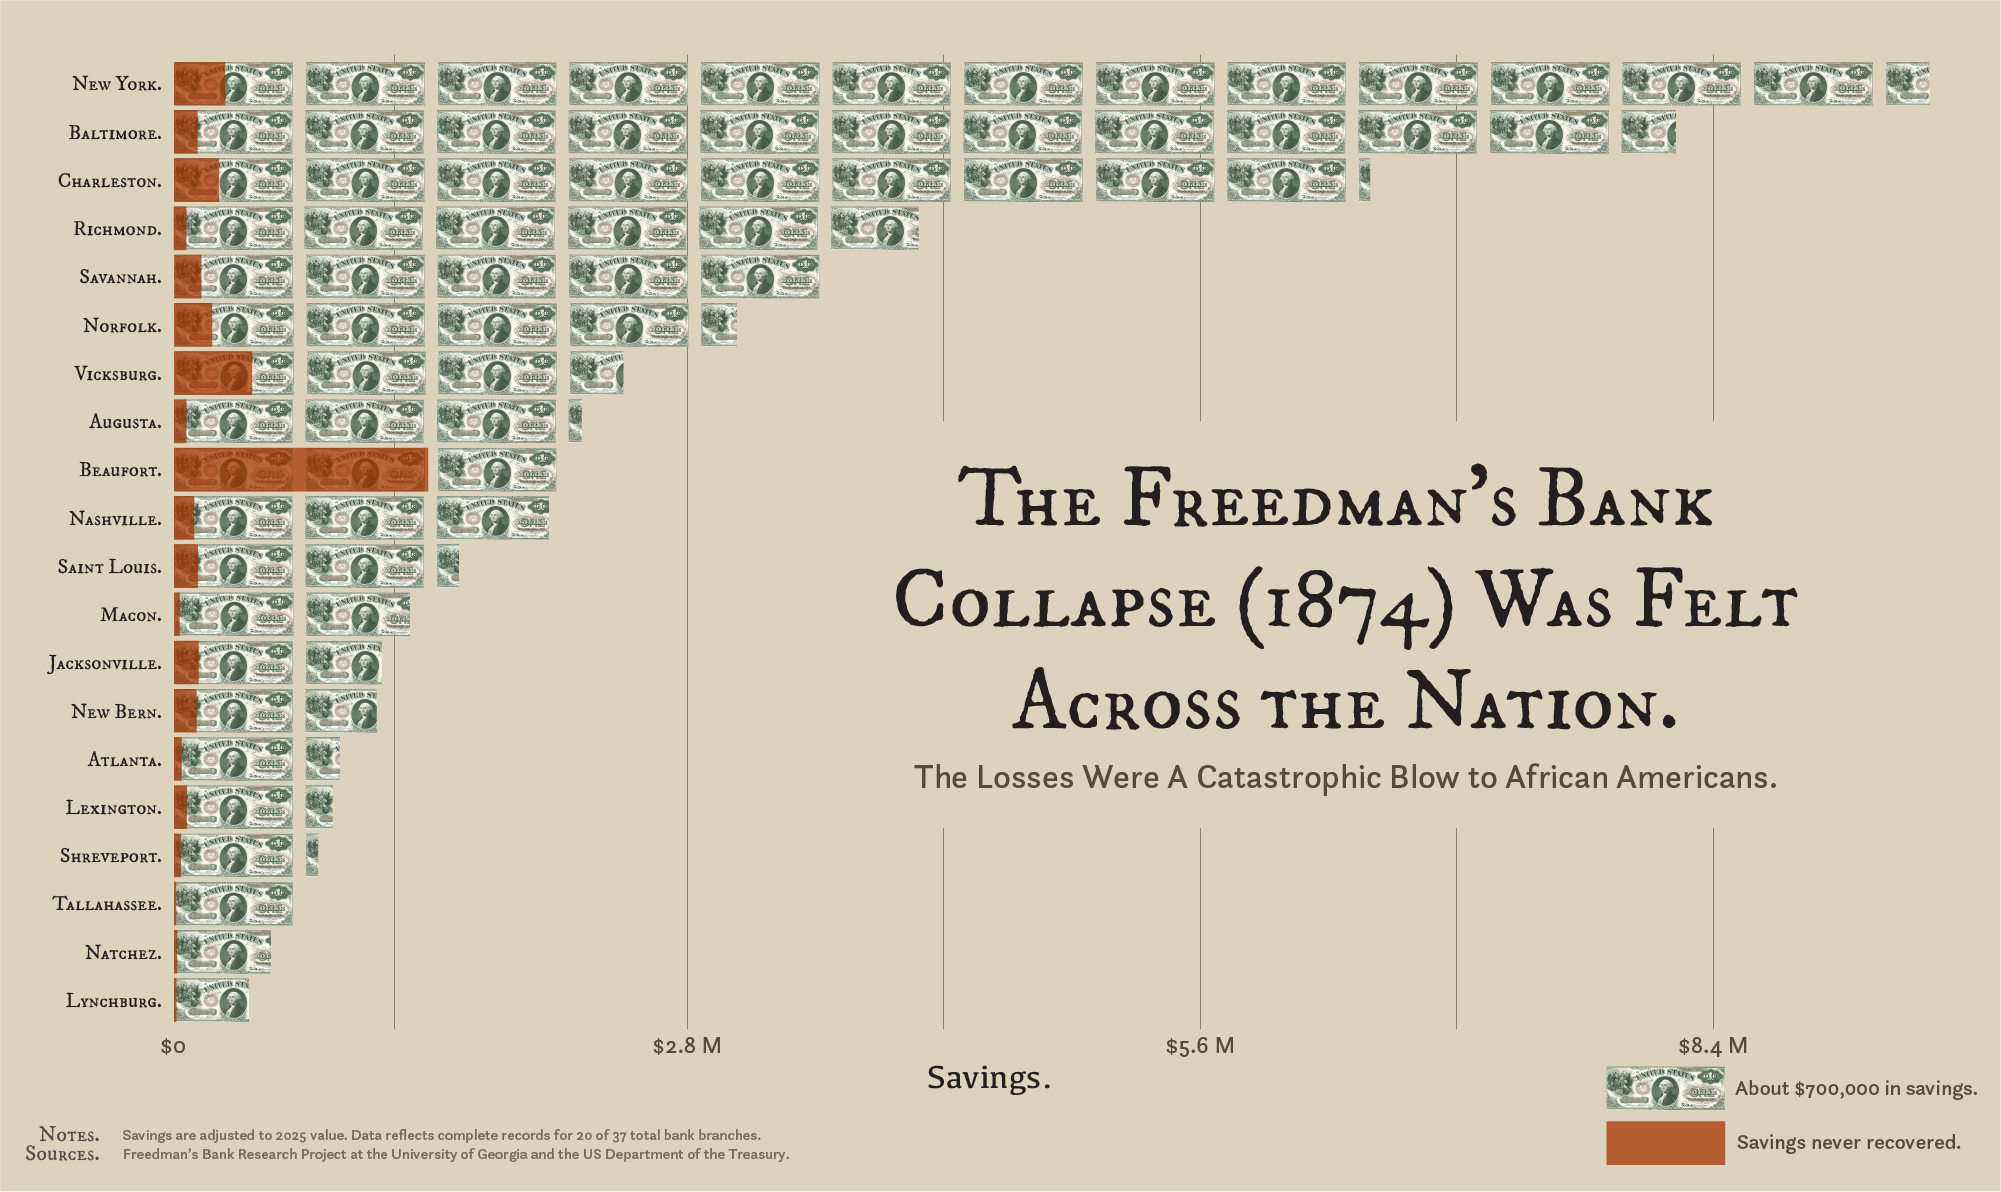 New York.
Baltimore.
Charleston.
Richmond.
Savannah.
Norfolk.
Vicksburg.
Augusta.
Beaufort.
Nashville.
Saint Louis.
Macon.
Jacksonville.
New Bern.
Atlanta.
Lexington.
Shreveport.
Tallahassee.
Natchez.
Lynchburg.
The Freedman's Bank
Collapse (1874) Was Felt
Across the Nation.
The Losses Were A Catastrophic Blow to African Americans.
$0 $2.8 M $5.6 M $8.4 M
Savings.
About $700,000 in savings.
Savings never recovered.
Notes. Savings are adjusted to 2025 value. Data reflects complete records for 20 of 37 total bank branches.
Sources. Freedman's Bank Research Project at the University of Georgia and the US Department of the Treasury.